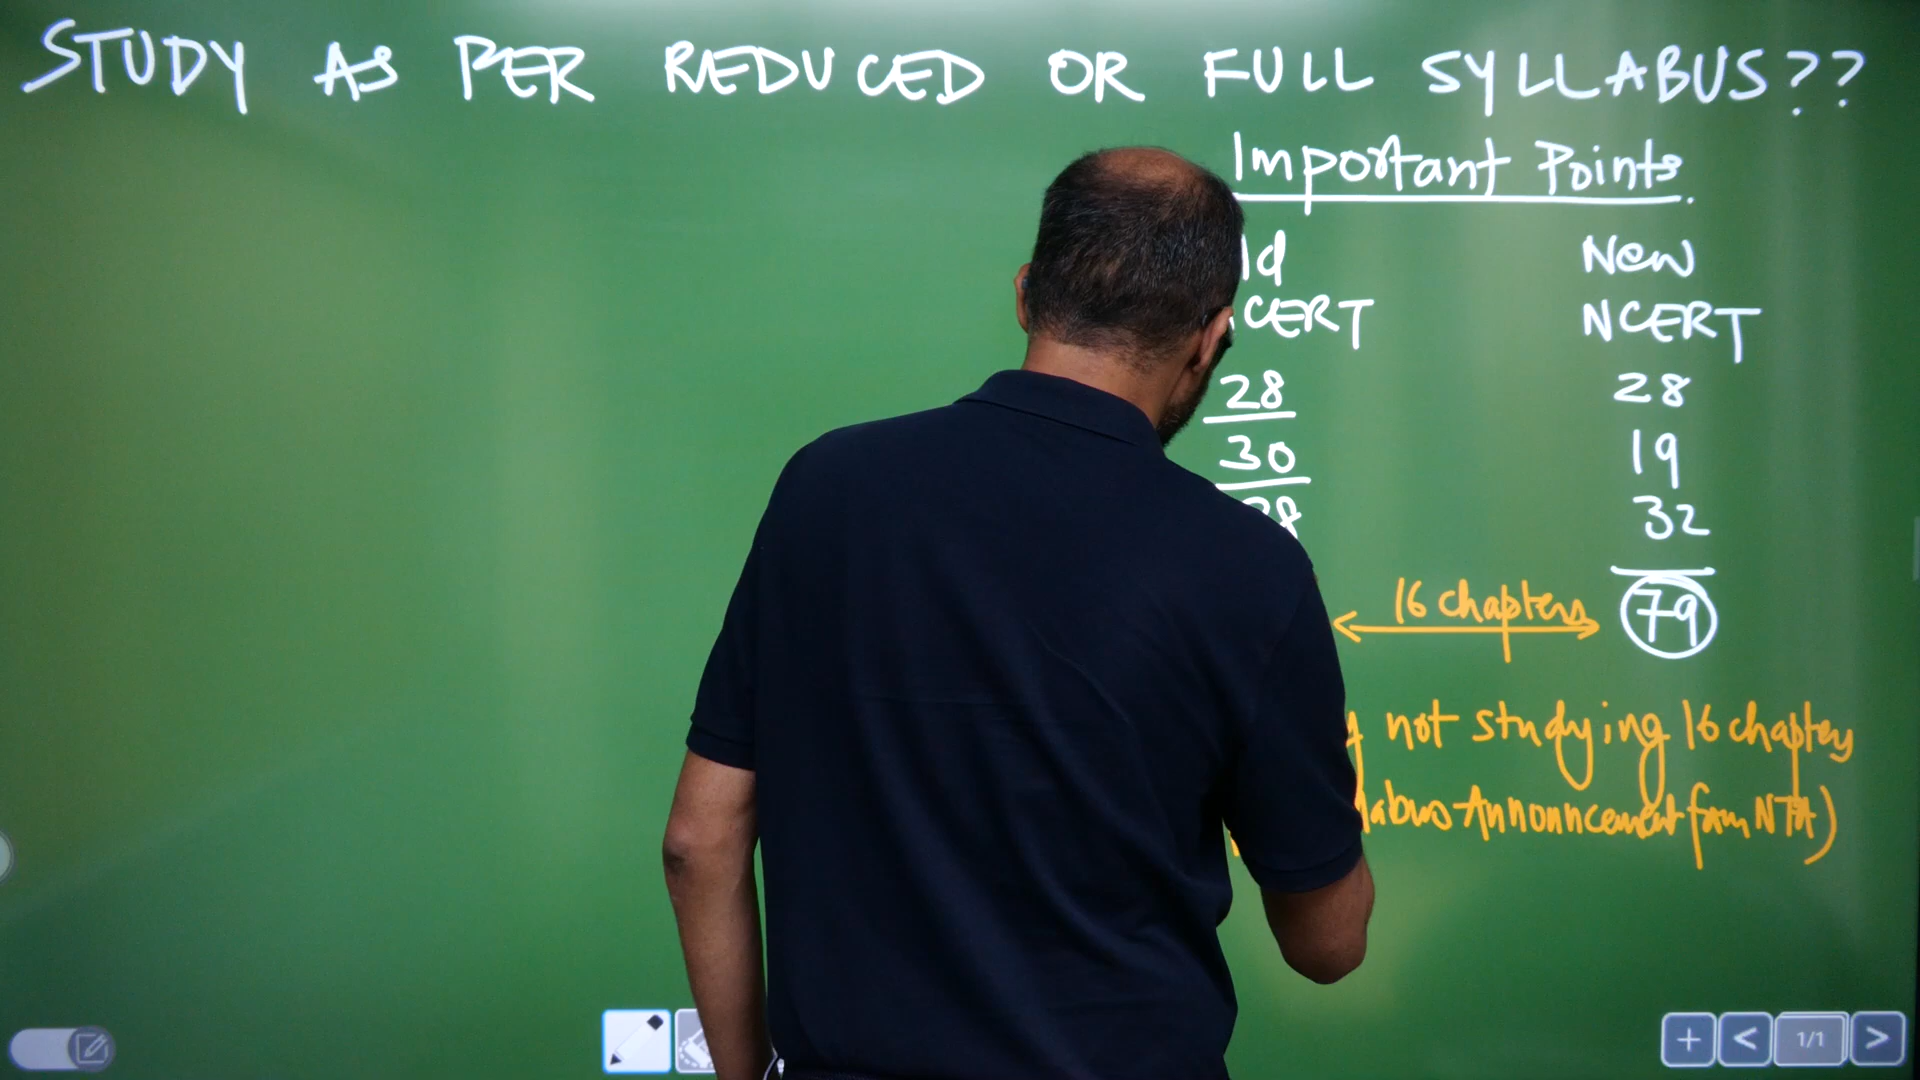 STUDY AS PER REDUCED OR FULL SYLLABUS??
Important Points
New
CERT NCERT
28 28
30 19
32
16 chapters 79
not studying 16 chapters
Announcement from NTA)
1/1